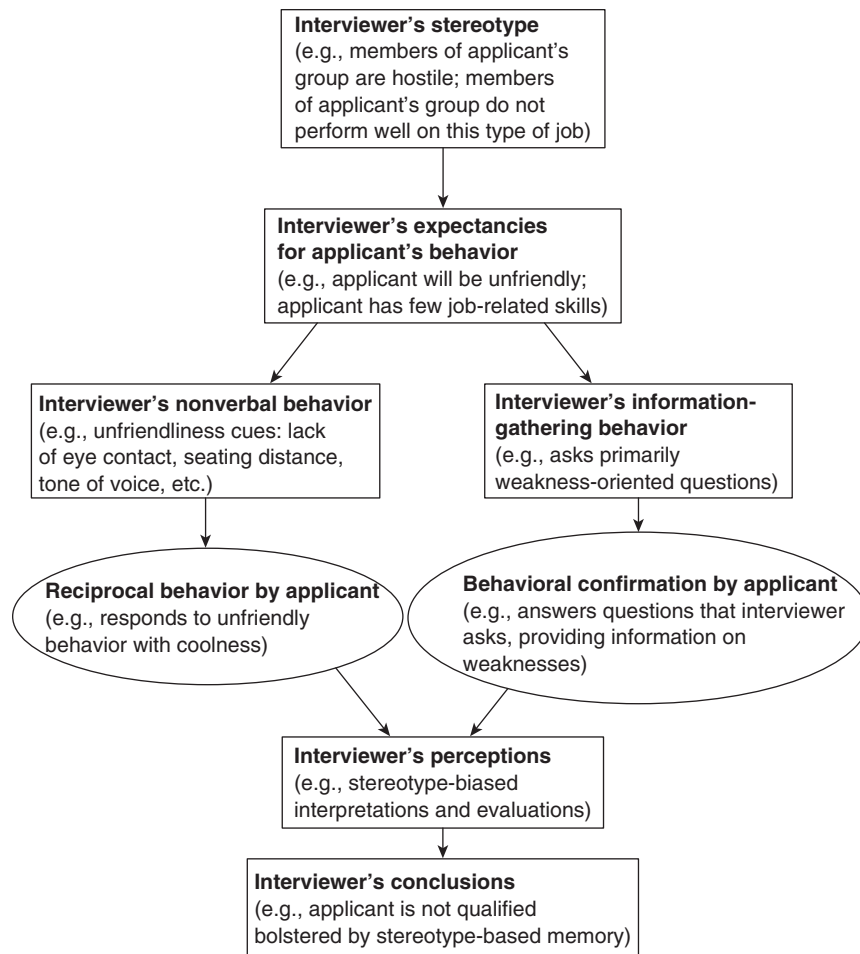 Interviewer’s stereotype
(e.g., members of applicant’s
group are hostile; members
of applicant’s group do not
perform well on this type of job)
Interviewer’s expectancies
for applicant’s behavior
(e.g., applicant will be unfriendly;
applicant has few job-related skills)
Interviewer’s nonverbal behavior
(e.g., unfriendliness cues: lack
of eye contact, seating distance,
tone of voice, etc.)
Interviewer’s information-
gathering behavior
(e.g., asks primarily
weakness-oriented questions)
Reciprocal behavior by applicant
(e.g., responds to unfriendly
behavior with coolness)
Behavioral confirmation by applicant
(e.g., answers questions that interviewer
asks, providing information on
weaknesses)
Interviewer’s perceptions
(e.g., stereotype-biased
interpretations and evaluations)
Interviewer’s conclusions
(e.g., applicant is not qualified
bolstered by stereotype-based memory)